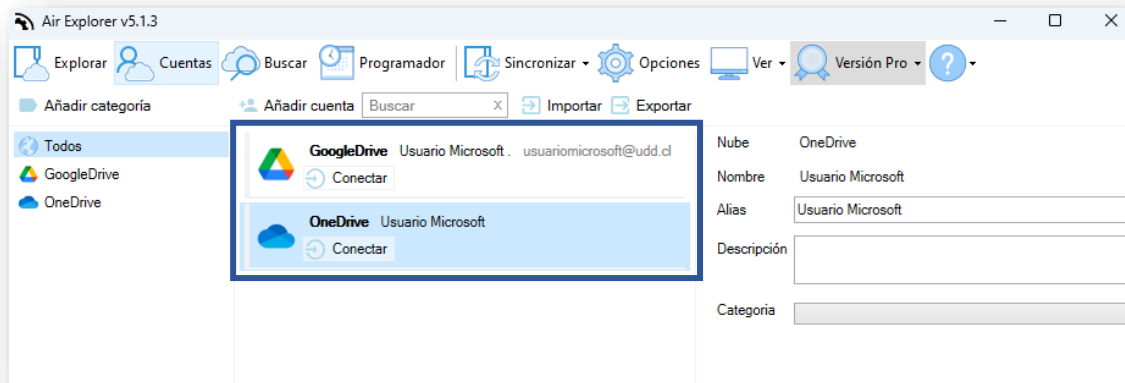 Air Explorer v5.1.3
Explorar Cuentas Buscar Programador Sincronizar Opciones Ver Versión Pro ?
Añadir categoría Añadir cuenta Buscar X Importar Exportar
Todos
GoogleDrive
OneDrive
GoogleDrive Usuario Microsoft . usuariomicrosoft@udd.cl
Conectar
OneDrive Usuario Microsoft
Conectar
Nube OneDrive
Nombre Usuario Microsoft
Alias Usuario Microsoft
Descripción
Categoria